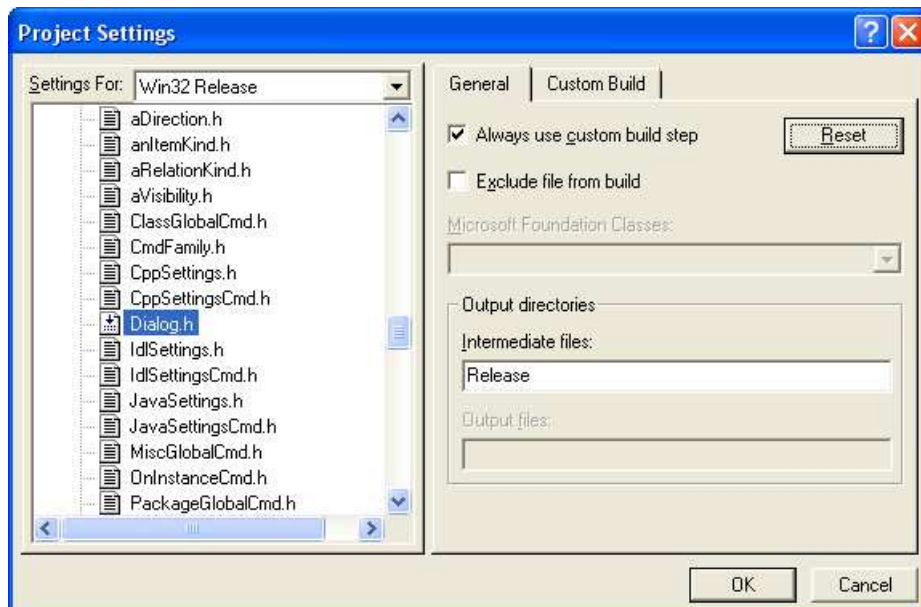 Project Settings
Settings For: Win32 Release
aDirection.h
anItemKind.h
aRelationKind.h
aVisibility.h
ClassGlobalCmd.h
CmdFamily.h
CppSettings.h
CppSettingsCmd.h
Dialog.h
IdlSettings.h
IdlSettingsCmd.h
JavaSettings.h
JavaSettingsCmd.h
MiscGlobalCmd.h
OnInstanceCmd.h
PackageGlobalCmd.h
General Custom Build
Always use custom build step Reset
Exclude file from build
Microsoft Foundation Classes:
Output directories
Intermediate files:
Release
Output files:
OK Cancel